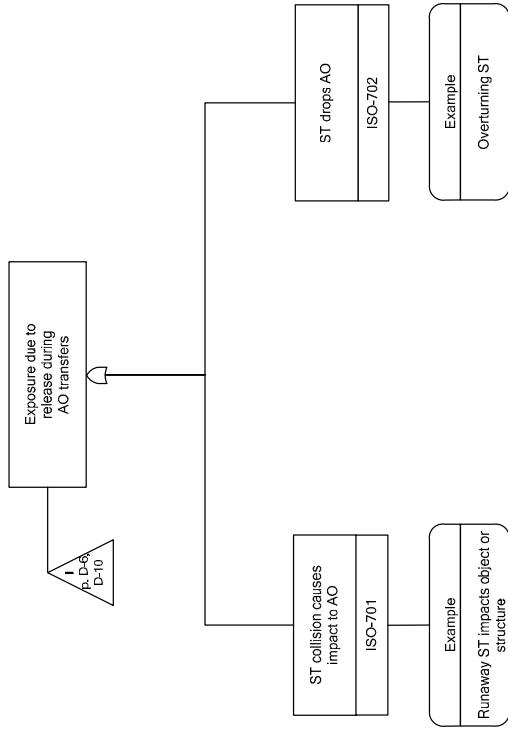 Exposure due to
release during
AO transfers
I
p. D-6,
D-10
ST collision causes
impact to AO
ISO-701
Example
Runaway ST impacts object or
structure
ST drops AO
ISO-702
Example
Overturning ST